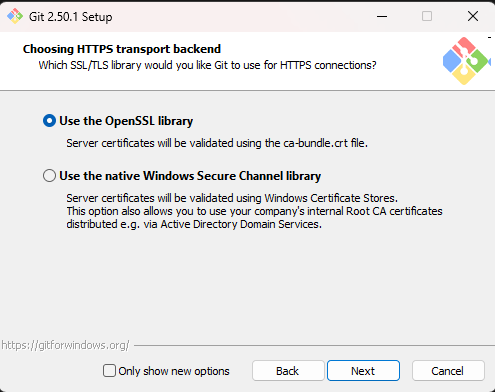 Git 2.50.1 Setup
Choosing HTTPS transport backend
Which SSL/TLS library would you like Git to use for HTTPS connections?
Use the OpenSSL library
Server certificates will be validated using the ca-bundle.crt file.
Use the native Windows Secure Channel library
Server certificates will be validated using Windows Certificate Stores.
This option also allows you to use your company's internal Root CA certificates
distributed e.g. via Active Directory Domain Services.
https://gitforwindows.org/
Only show new options
Back
Next
Cancel